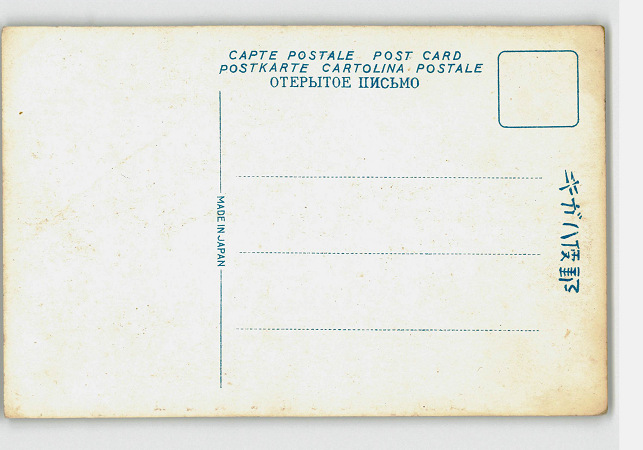 CAPTE POSTALE POST CARD
POSTKARTE CARTOLINA POSTALE
ОТЕРЫТОЕ ПИСЬМО
MADE IN JAPAN
郵便ハガキ